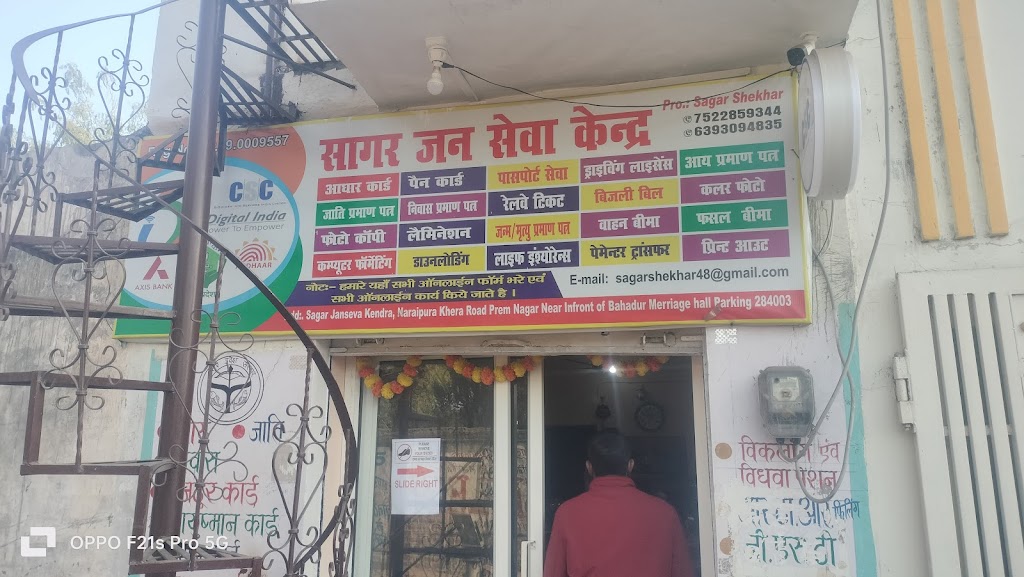 Pro.: Sagar Shekhar
7522859344
6393094835
9.0009557
सागर जन सेवा केन्द्र
CSC
Digital India
Power To Empower
AXIS BANK
आधार कार्ड पैन कार्ड पासपोर्ट सेवा ड्राइविंग लाइसेंस आय प्रमाण पत्र
जाति प्रमाण पत्र निवास प्रमाण पत्र रेलवे टिकट बिजली बिल कलर फोटो
फोटो कॉपी लैमिनेशन जन्म/मृत्यु प्रमाण पत्र वाहन बीमा फसल बीमा
कम्प्यूटर फॉर्मेटिंग डाउनलोडिंग लाइफ इंश्योरेन्स पेमेन्टर ट्रांसफर प्रिन्ट आउट
नोटः- हमारे यहाँ सभी ऑनलाईन फॉर्म भरे एवं
सभी ऑनलाईन कार्य किये जाते है ।
E-mail: sagarshekhar48@gmail.com
Sagar Janseva Kendra, Naraipura Khera Road Prem Nagar Near Infront of Bahadur Merriage hall Parking 284003
जाति
कार्ड
कार्ड
SLIDE RIGHT
विकलांग एवं
विधवा पेंशन
फिलिंग
OPPO F21s Pro 5G